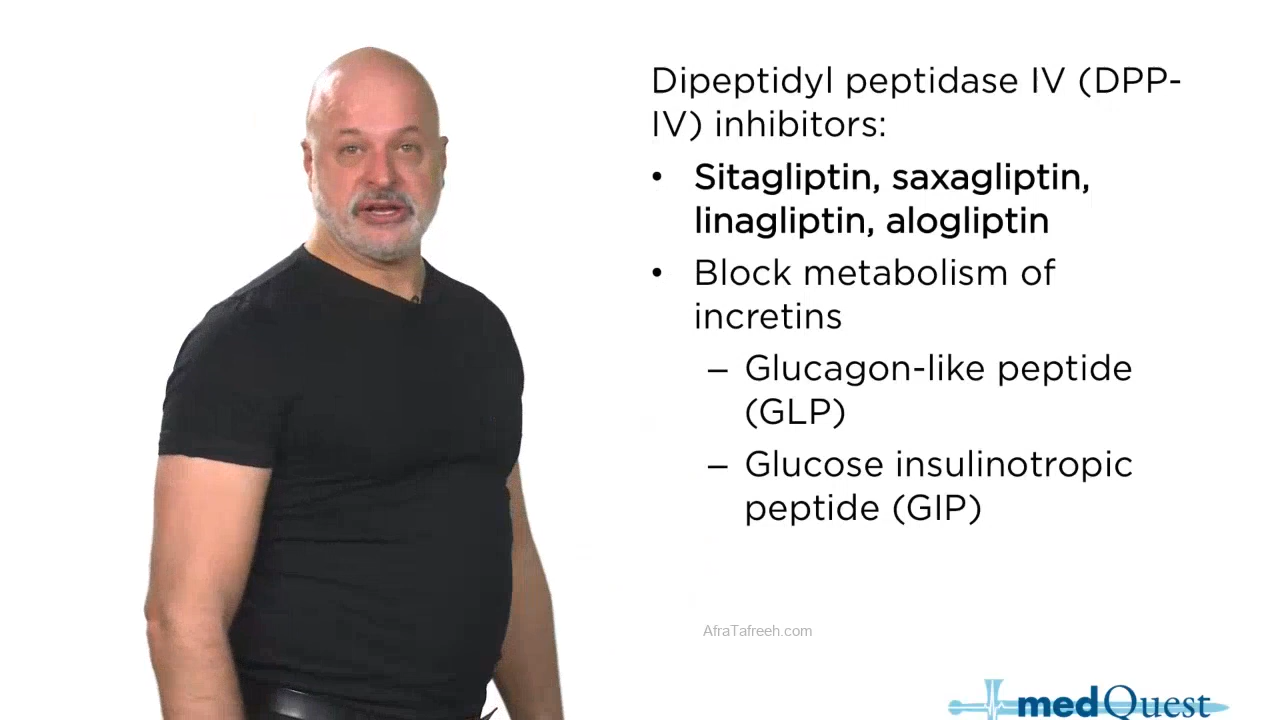 Dipeptidyl peptidase IV (DPP-
IV) inhibitors:
• Sitagliptin, saxagliptin,
linagliptin, alogliptin
• Block metabolism of
incretins
– Glucagon-like peptide
(GLP)
– Glucose insulinotropic
peptide (GIP)
AfraTafreeh.com
medQuest